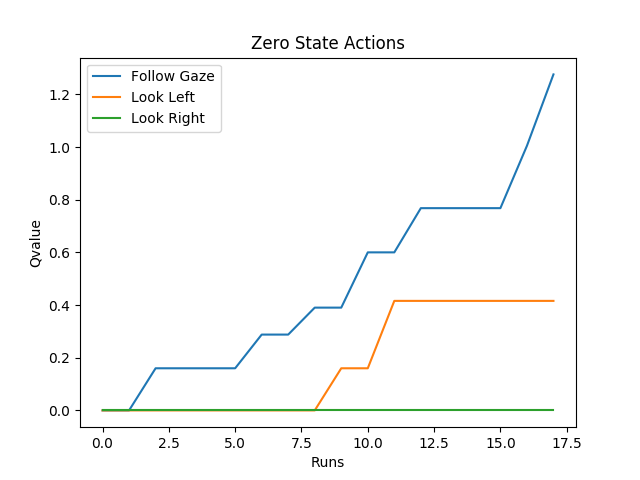 Zero State Actions
Follow Gaze
Look Left
Look Right
Qvalue
1.2
1.0
0.8
0.6
0.4
0.2
0.0
0.0 2.5 5.0 7.5 10.0 12.5 15.0 17.5
Runs